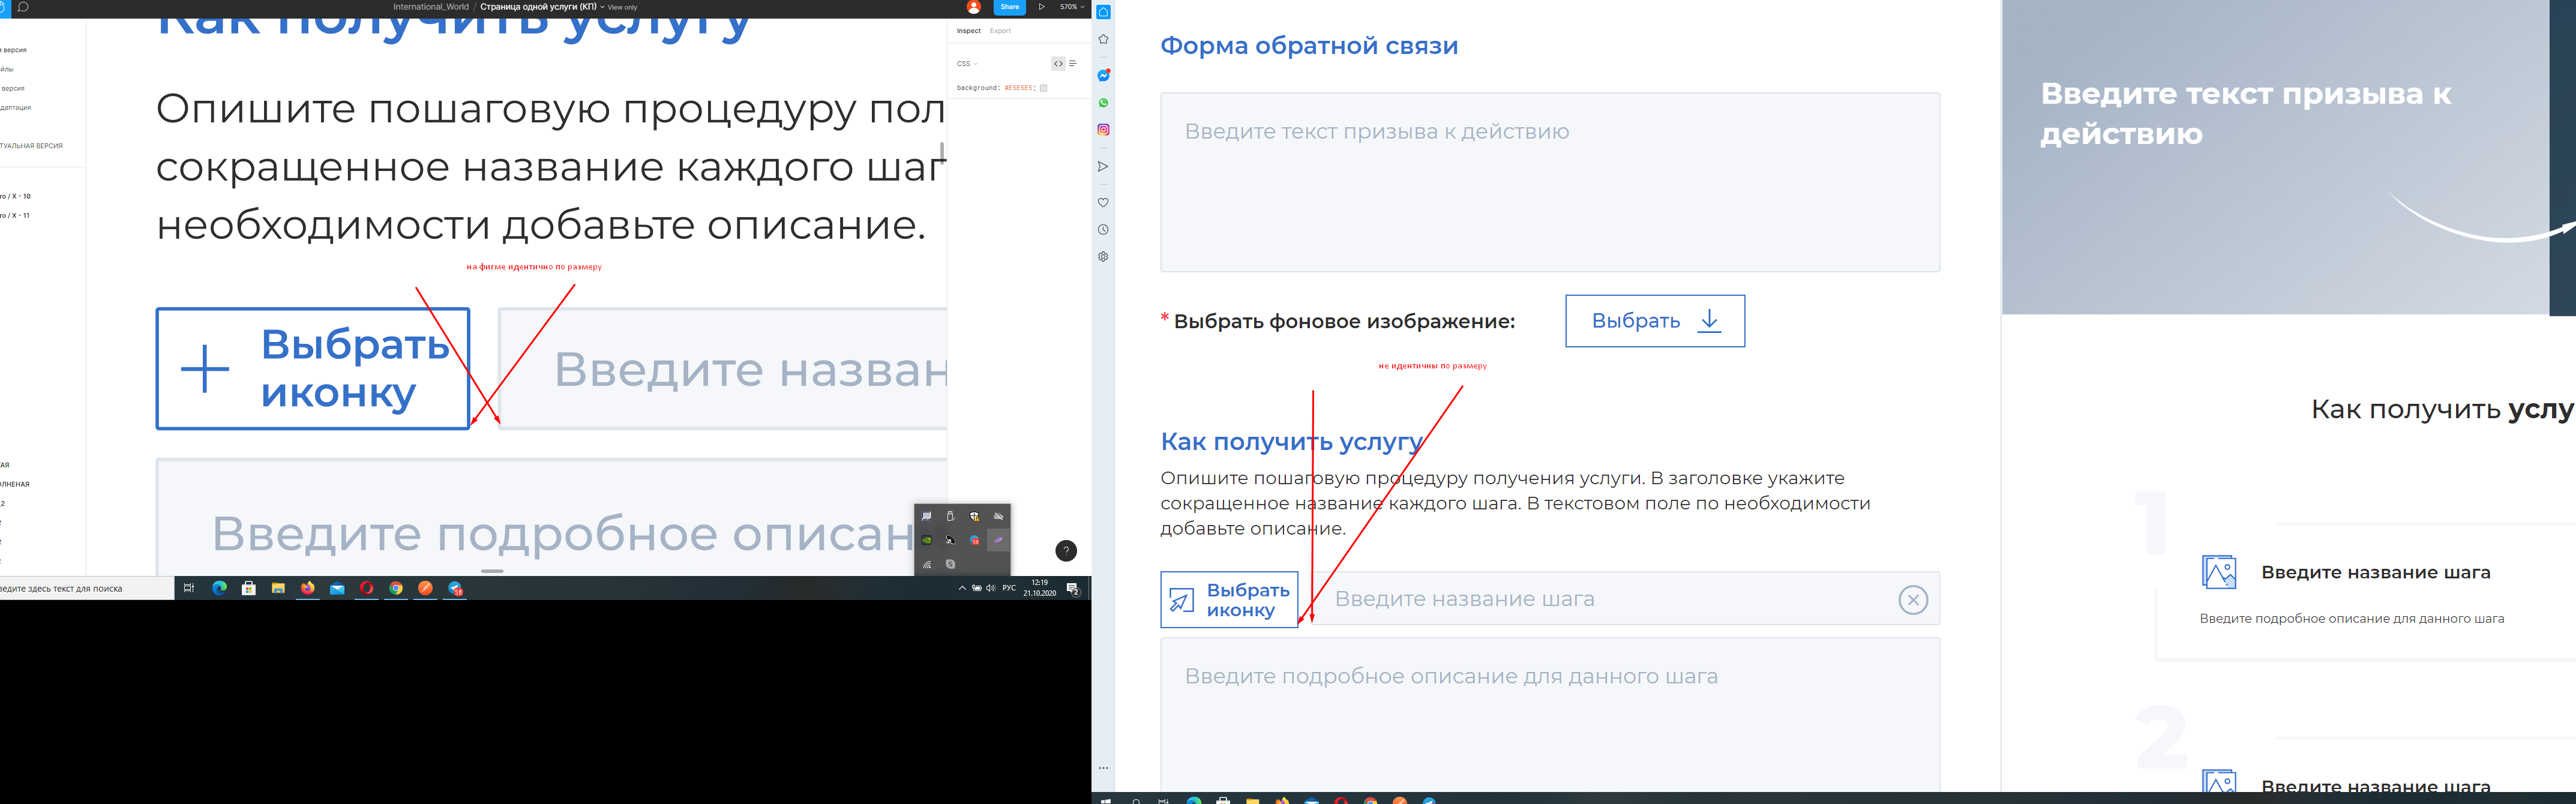 International_World / Страница одной услуги (КП)
View only
Share
570%
версия
версия
даптация
ТУАЛЬНАЯ ВЕРСИЯ
то / X - 10
то / X - 11
АЯ
ОЛНЕНАЯ
Как получить услугу
Опишите пошаговую процедуру пол
сокращенное название каждого шаг
необходимости добавьте описание.
на фигме идентично по размеру
Выбрать
иконку
Введите назван
Введите подробное описан
Inspect
Export
CSS
background: #E5E5E5;
?
ведите здесь текст для поиска
58
РУС
12:19
21.10.2020
2
Форма обратной связи
Введите текст призыва к действию
* Выбрать фоновое изображение:
Выбрать
не идентичны по размеру
Как получить услугу
Опишите пошаговую процедуру получения услуги. В заголовке укажите
сокращенное название каждого шага. В текстовом поле по необходимости
добавьте описание.
Выбрать
иконку
Введите название шага
Введите подробное описание для данного шага
Введите текст призыва к
действию
Как получить услу
1
Введите название шага
Введите подробное описание для данного шага
2
Введите название шага